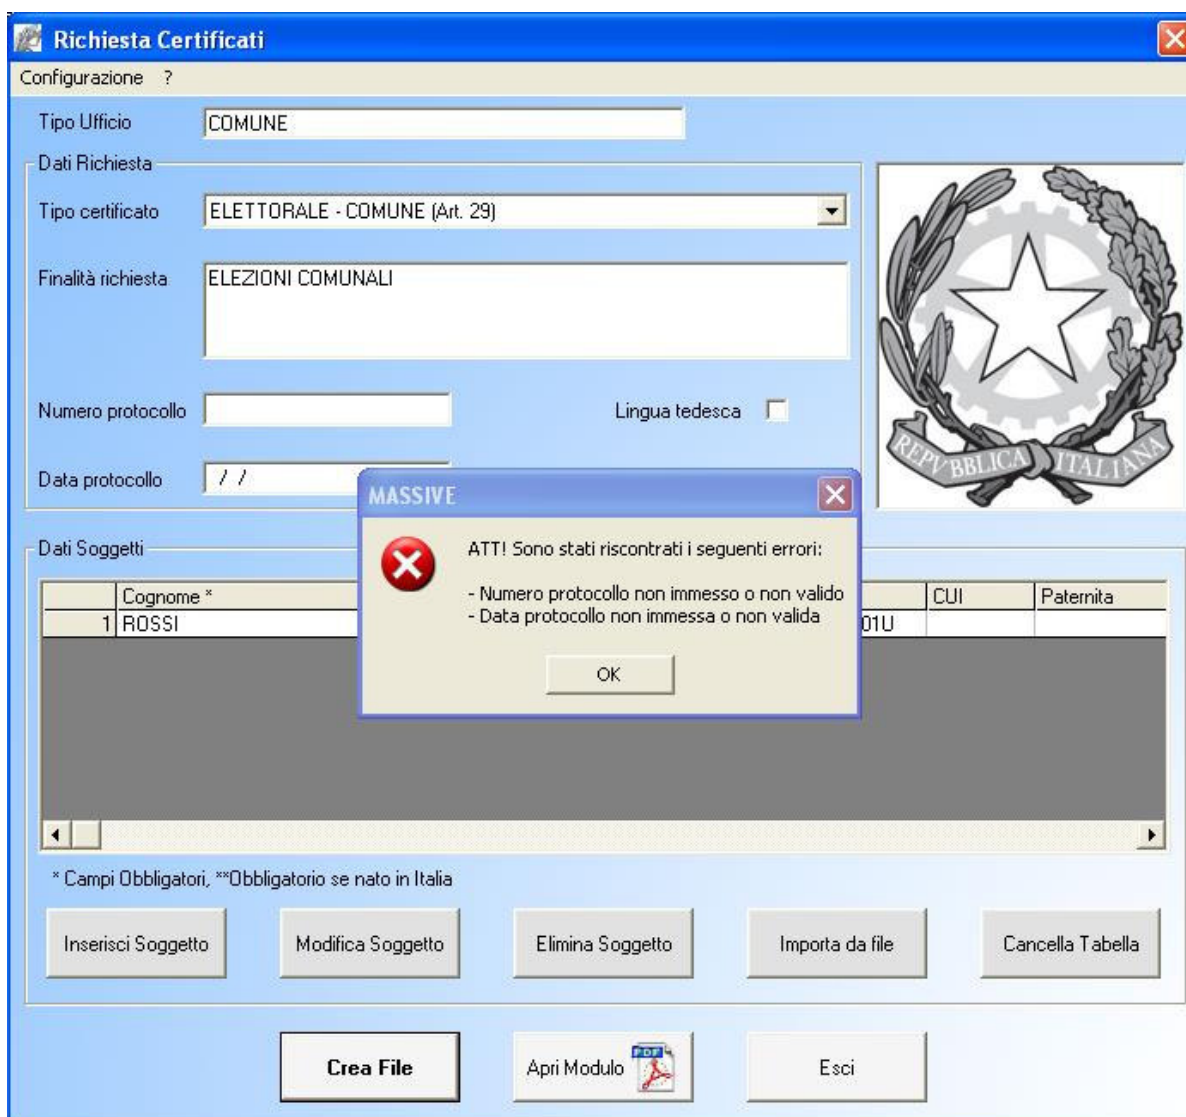 Richiesta Certificati
Configurazione ?
Tipo Ufficio COMUNE
Dati Richiesta
Tipo certificato ELETTORALE - COMUNE (Art. 29)
Finalità richiesta ELEZIONI COMUNALI
Numero protocollo Lingua tedesca
Data protocollo / /
REPVBBLICA ITALIANA
MASSIVE
ATT! Sono stati riscontrati i seguenti errori:
- Numero protocollo non immesso o non valido
- Data protocollo non immessa o non valida
OK
Dati Soggetti
Cognome * CUI Paternita
1 ROSSI 01U
* Campi Obbligatori, **Obbligatorio se nato in Italia
Inserisci Soggetto Modifica Soggetto Elimina Soggetto Importa da file Cancella Tabella
Crea File Apri Modulo PDF Esci